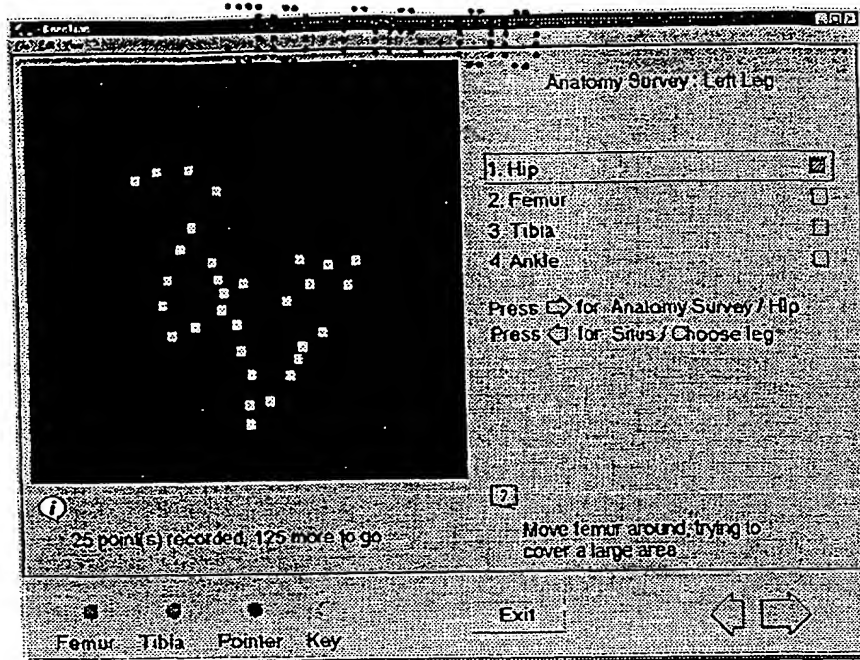 Anatomy Survey : Left Leg
1. Hip
2. Femur
3. Tibia
4. Ankle
Press for Anatomy Survey / Hip
Press for Situs / Choose leg
i
25 point(s) recorded, 125 more to go
?
Move femur around, trying to
cover a large area
Exit
Femur Tibia Pointer Key